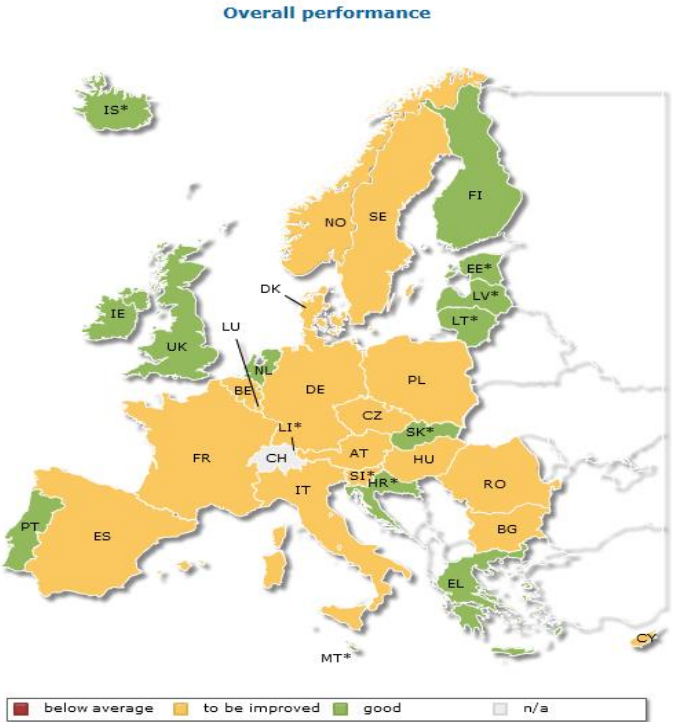 Overall performance
IS*
FI
NO
SE
EE*
DK
LV*
IE
LT*
LU
UK
NL
PL
BE
DE
CZ
LI*
SK*
FR
CH
AT
HU
SI*
HR*
IT
RO
PT
BG
ES
EL
CY
MT*
below average to be improved good n/a